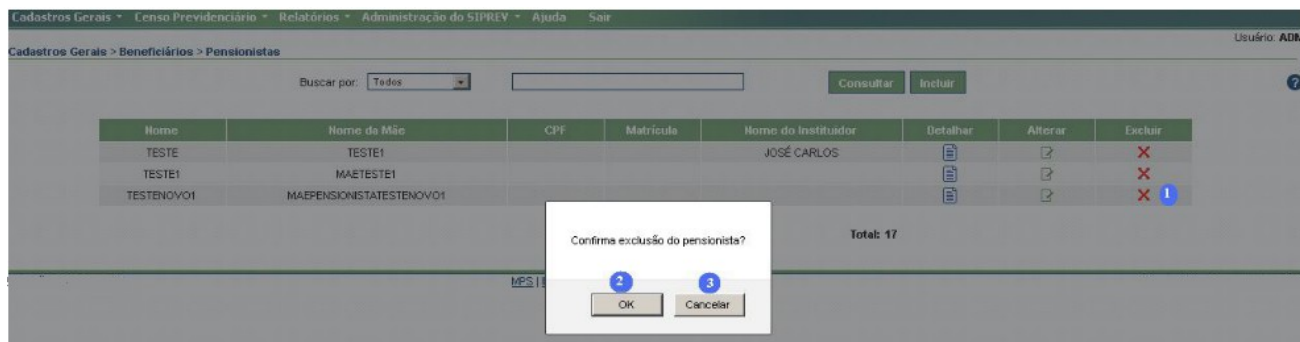 Cadastros Gerais Censo Previdenciário Relatórios Administração do SIPREV Ajuda Sair
Usuário: ADM
Cadastros Gerais > Beneficiários > Pensionistas
Buscar por: Todos Consultar Incluir ?
Nome Nome da Mãe CPF Matrícula Nome do Instituidor Detalhar Alterar Excluir
TESTE TESTE1 JOSÉ CARLOS
TESTE1 MAETESTE1
TESTENOVO1 MAEPENSIONISTATESTENOVO1 1
Total: 17
Confirma exclusão do pensionista?
MPS |
2 3
OK Cancelar